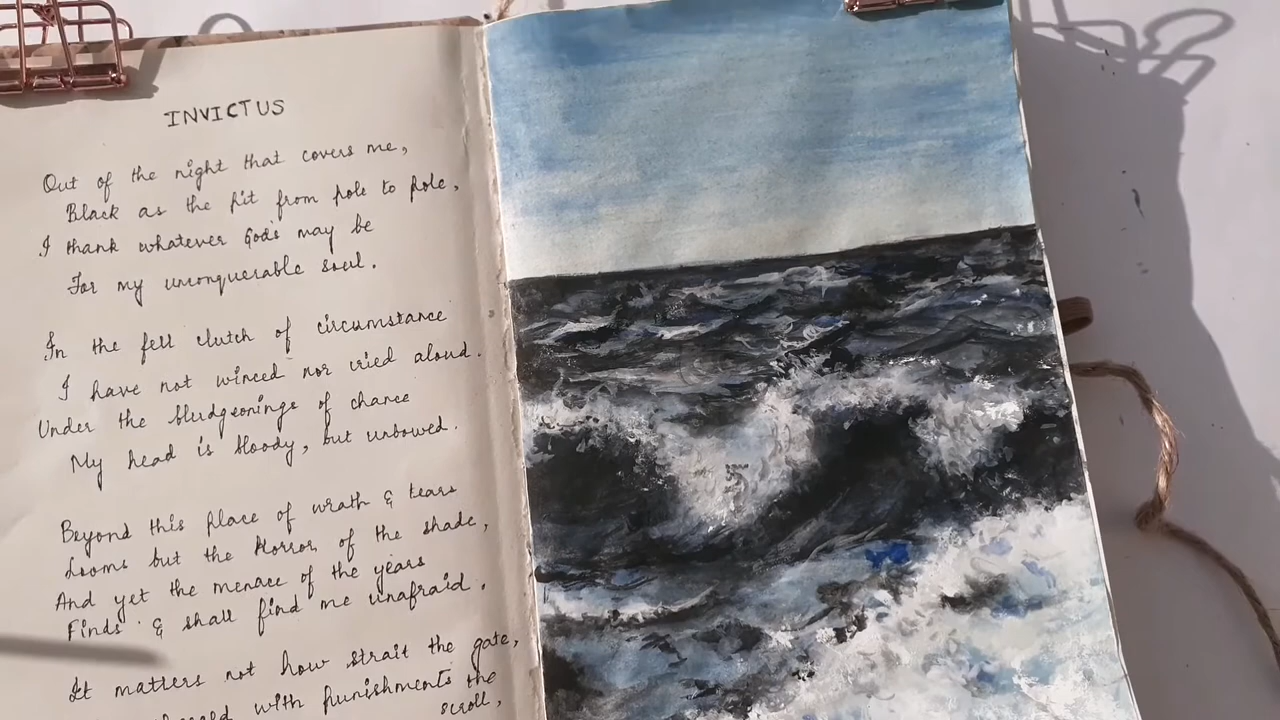 INVICTUS
Out of the night that covers me,
Black as the pit from pole to pole,
I thank whatever Gods may be
For my unconquerable soul.
In the fell clutch of circumstance
I have not winced nor cried aloud.
Under the bludgeonings of chance
My head is bloody, but unbowed.
Beyond this place of wrath & tears
Looms but the Horror of the shade,
And yet the menace of the years
Finds & shall find me unafraid.
It matters not how strait the gate,
with punishments the
scroll,